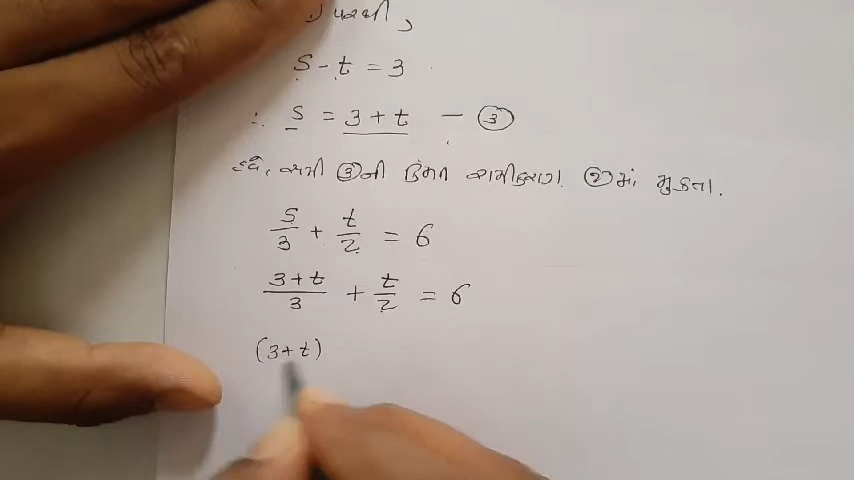 પરથી,
s - t = 3
∴ s = 3 + t — ③
હવે, સમી ③ની કિંમત સમીકરણ ②માં મુકતા.
s/3 + t/2 = 6
3+t/3 + t/2 = 6
(3+t)